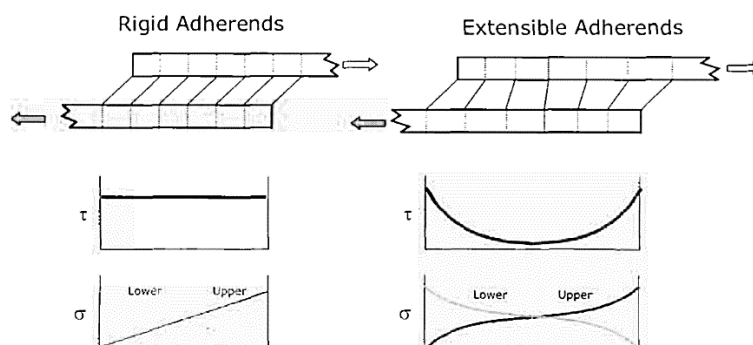 Rigid Adherends
Extensible Adherends
τ
τ
σ
Lower
Upper
σ
Lower
Upper